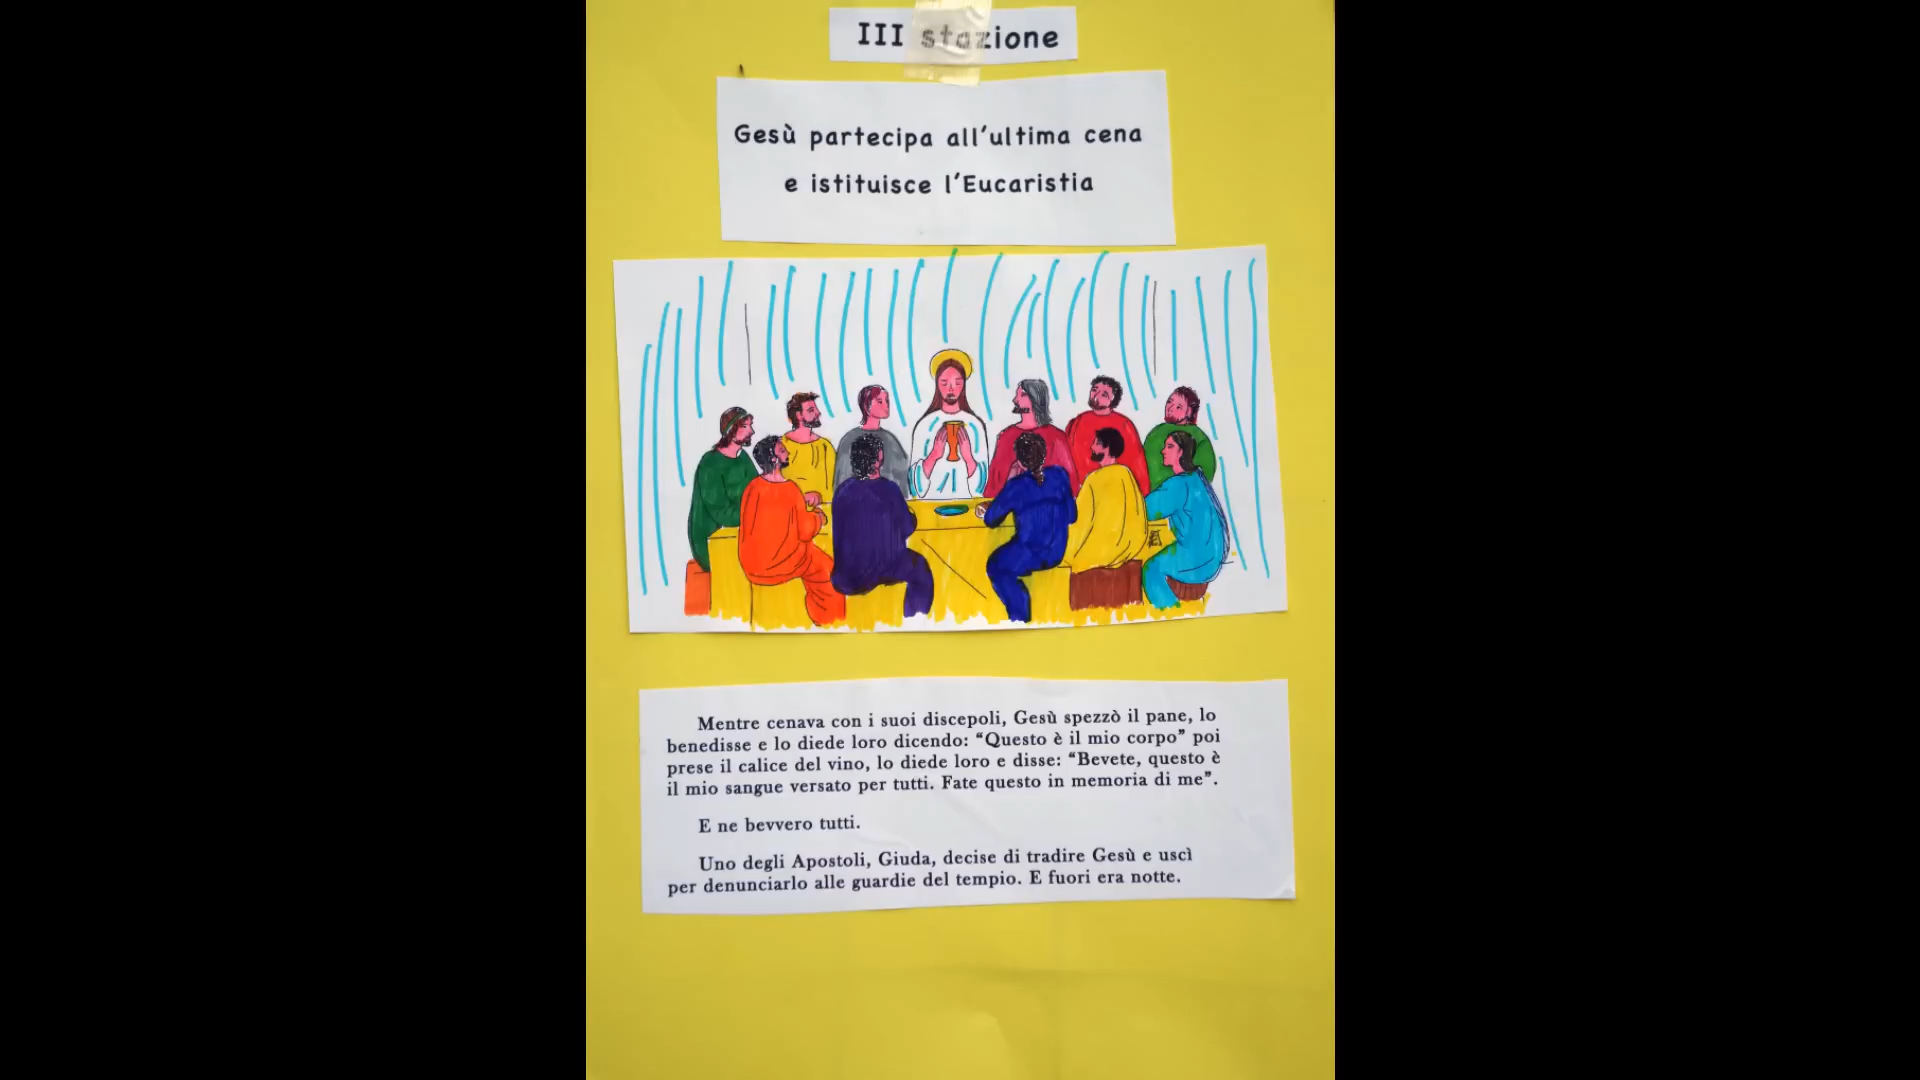 III stazione
Gesù partecipa all'ultima cena
e istituisce l'Eucaristia
Mentre cenava con i suoi discepoli, Gesù spezzò il pane, lo
benedisse e lo diede loro dicendo: “Questo è il mio corpo” poi
prese il calice del vino, lo diede loro e disse: “Bevete, questo è
il mio sangue versato per tutti. Fate questo in memoria di me”.
E ne bevvero tutti.
Uno degli Apostoli, Giuda, decise di tradire Gesù e uscì
per denunciarlo alle guardie del tempio. E fuori era notte.